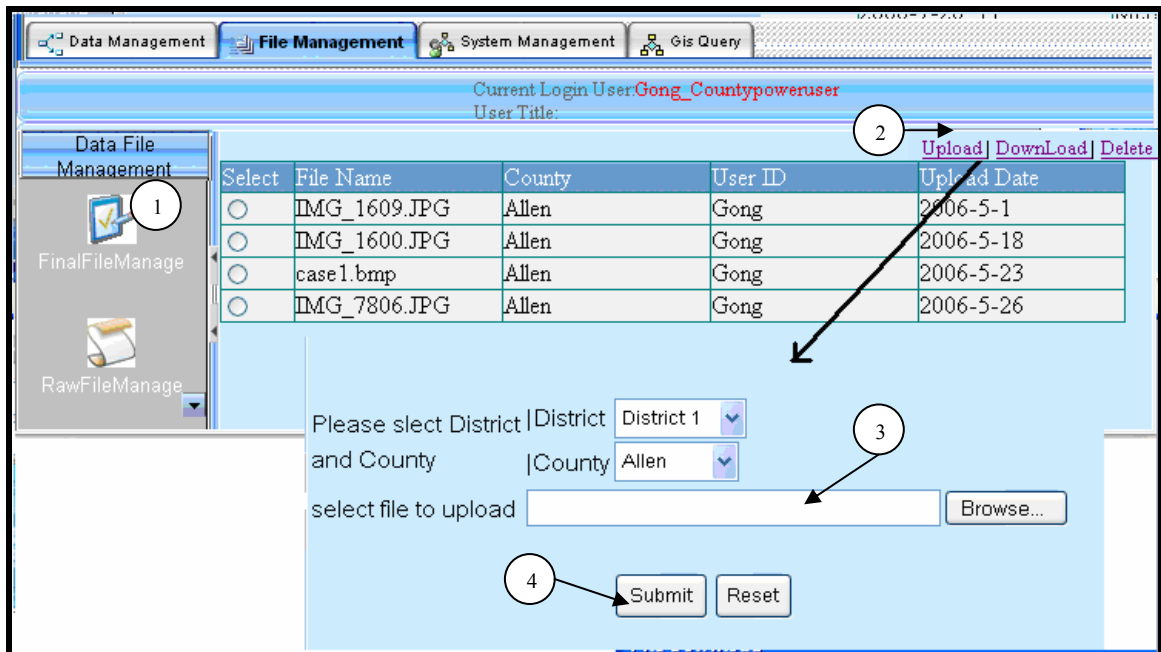 Data Management File Management System Management Gis Query
Current Login User:Gong_Countypoweruser
User Title:
2
Upload| DownLoad| Delete
Data File
Management
1
FinalFileManage
RawFileManage
Select File Name County User ID Upload Date
IMG_1609.JPG Allen Gong 2006-5-1
IMG_1600.JPG Allen Gong 2006-5-18
case1.bmp Allen Gong 2006-5-23
IMG_7806.JPG Allen Gong 2006-5-26
Please slect District |District District 1
and County |County Allen
3
select file to upload Browse...
4
Submit Reset